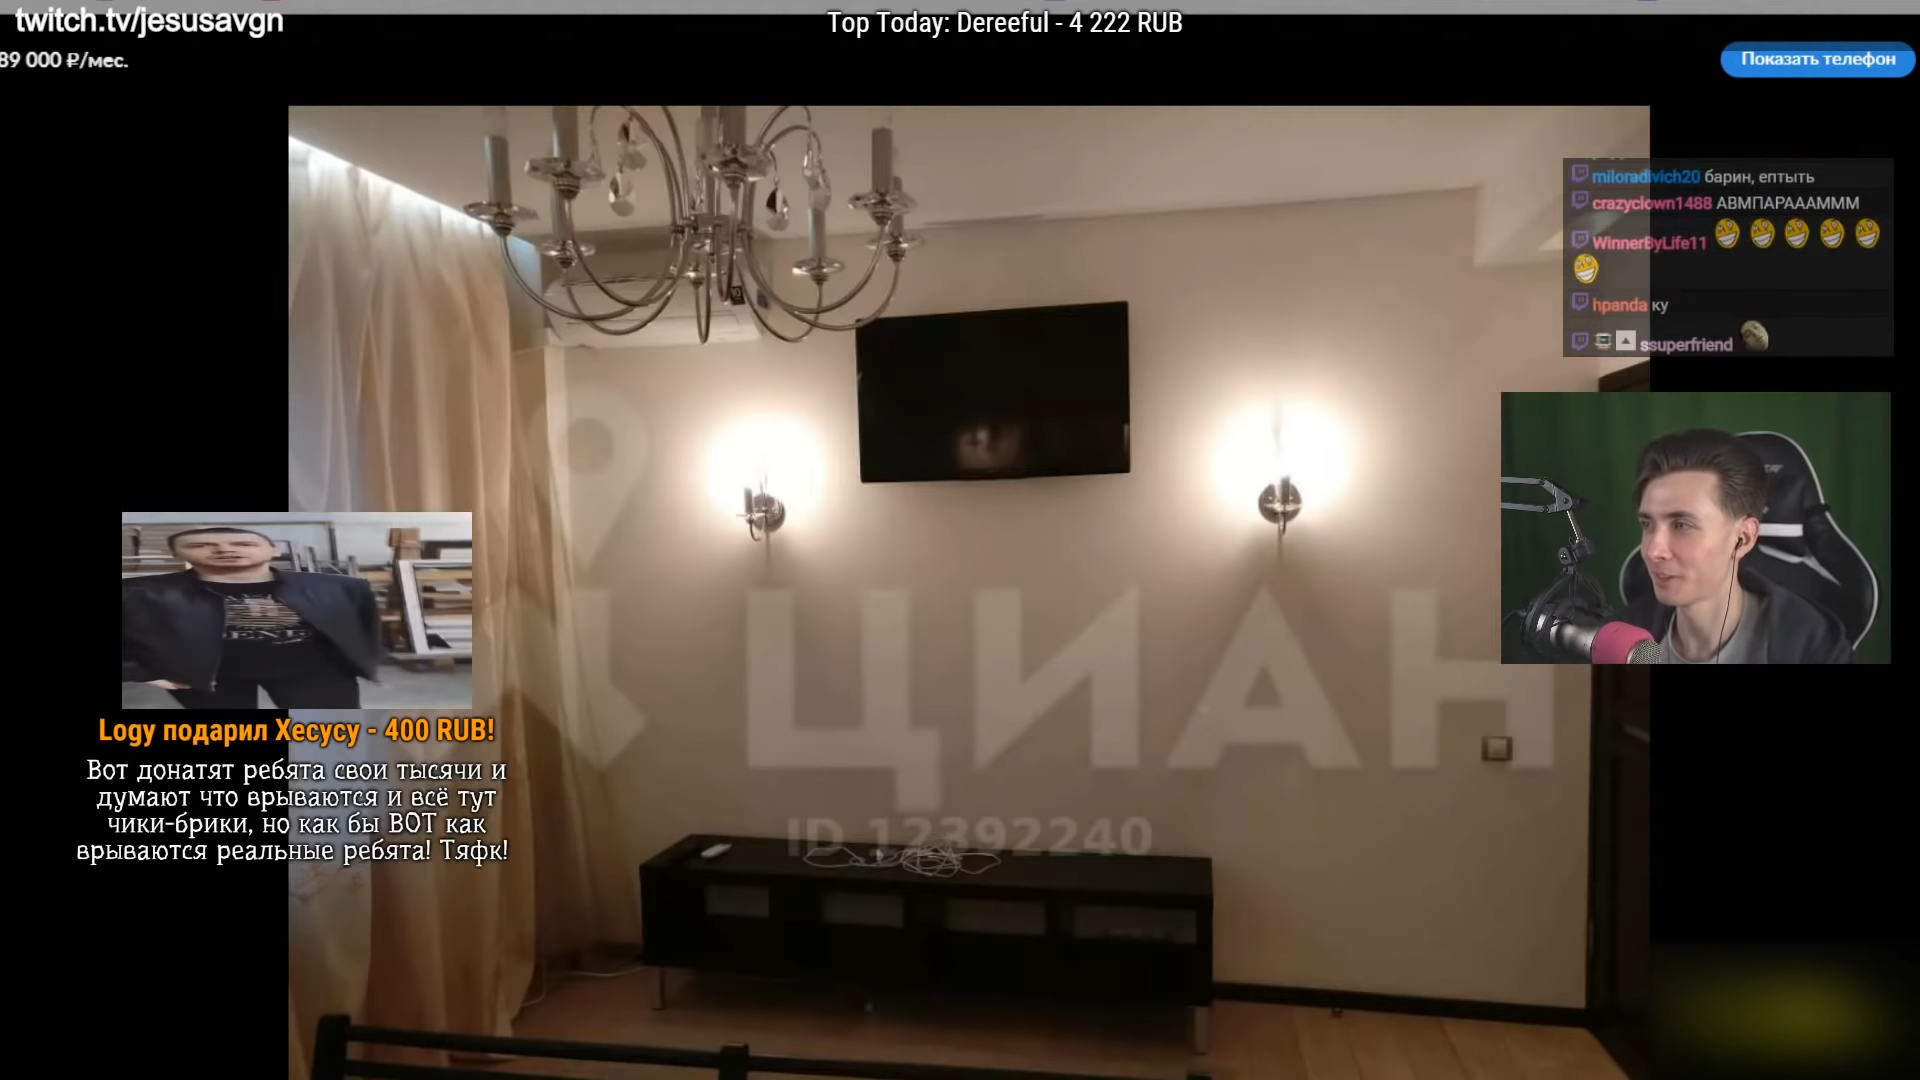 twitch.tv/jesusavgn
Top Today: Dereeful - 4 222 RUB
89 000 ₽/мес.
Показать телефон
miloradivich20 барин, ептыть
crazyclown1488 АВМПАРАААМММ
WinnerByLife11
hpanda ку
ssuperfriend
ЦИАН
ID 12392240
Logy подарил Хесусу - 400 RUB!
Вот донатят ребята свои тысячи и
думают что врываются и всё тут
чики-брики, но как бы ВОТ как
врываются реальные ребята! Тяфк!